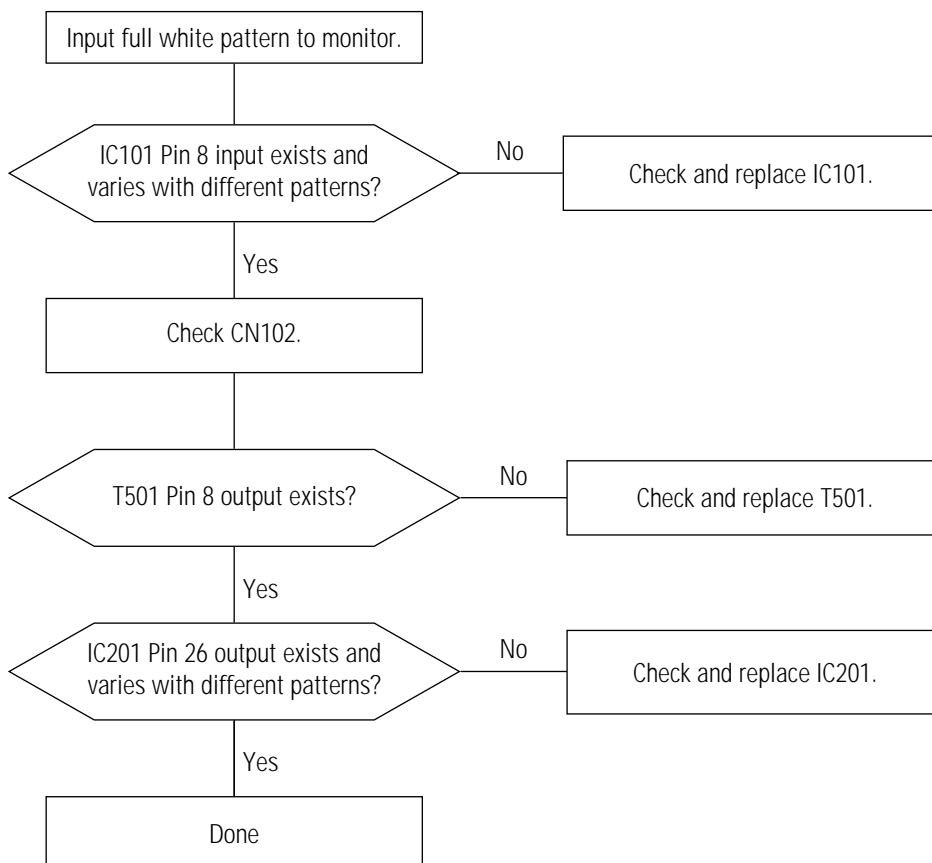 Input full white pattern to monitor.
IC101 Pin 8 input exists and
varies with different patterns?
No
Check and replace IC101.
Yes
Check CN102.
T501 Pin 8 output exists?
No
Check and replace T501.
Yes
IC201 Pin 26 output exists and
varies with different patterns?
No
Check and replace IC201.
Yes
Done